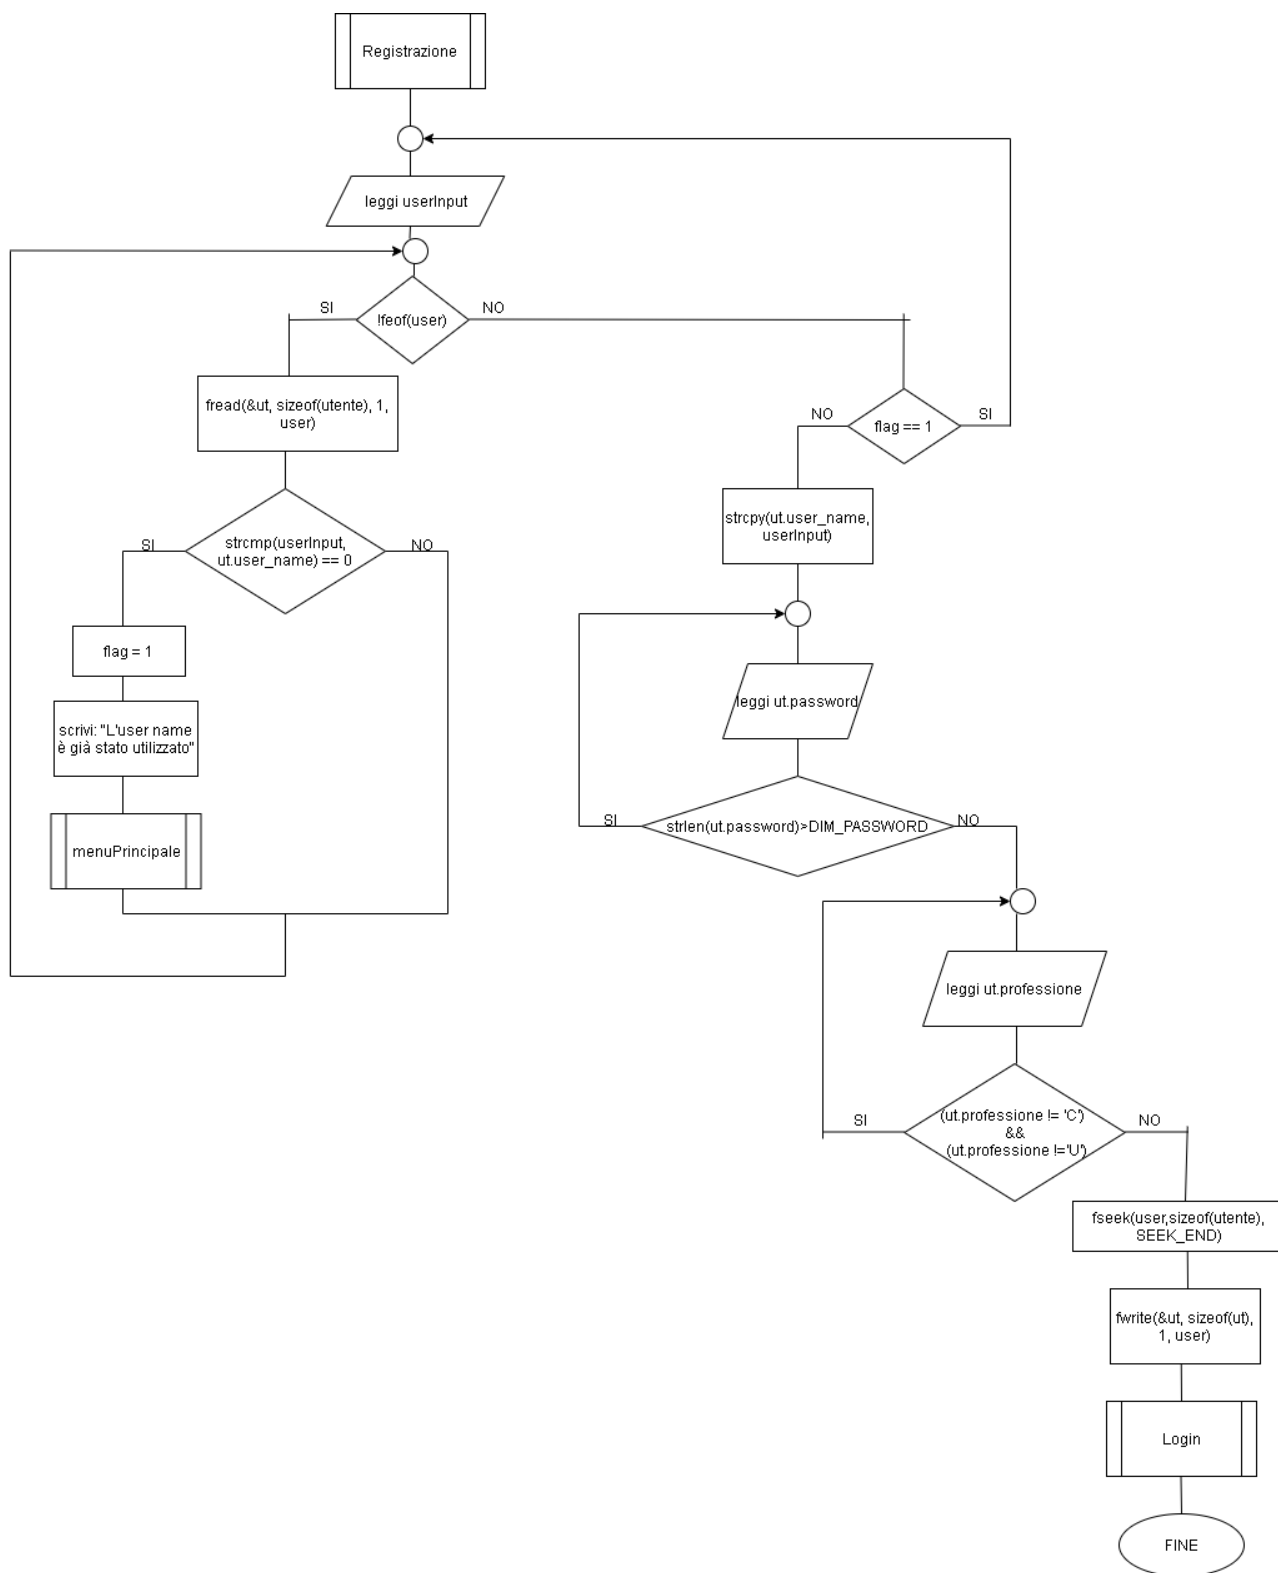 Registrazione
leggi userInput
SI
!feof(user)
NO
fread(&ut, sizeof(utente), 1,
user)
NO
flag == 1
SI
strcpy(ut.user_name,
userInput)
SI
strcmp(userInput,
ut.user_name) == 0
NO
flag = 1
scrivi: "L'user name
è già stato utilizzato"
menuPrincipale
leggi ut.password
SI
strlen(ut.password)>DIM_PASSWORD
NO
leggi ut.professione
SI
(ut.professione != 'C')
&&
(ut.professione !='U')
NO
fseek(user,sizeof(utente),
SEEK_END)
fwrite(&ut, sizeof(ut),
1, user)
Login
FINE